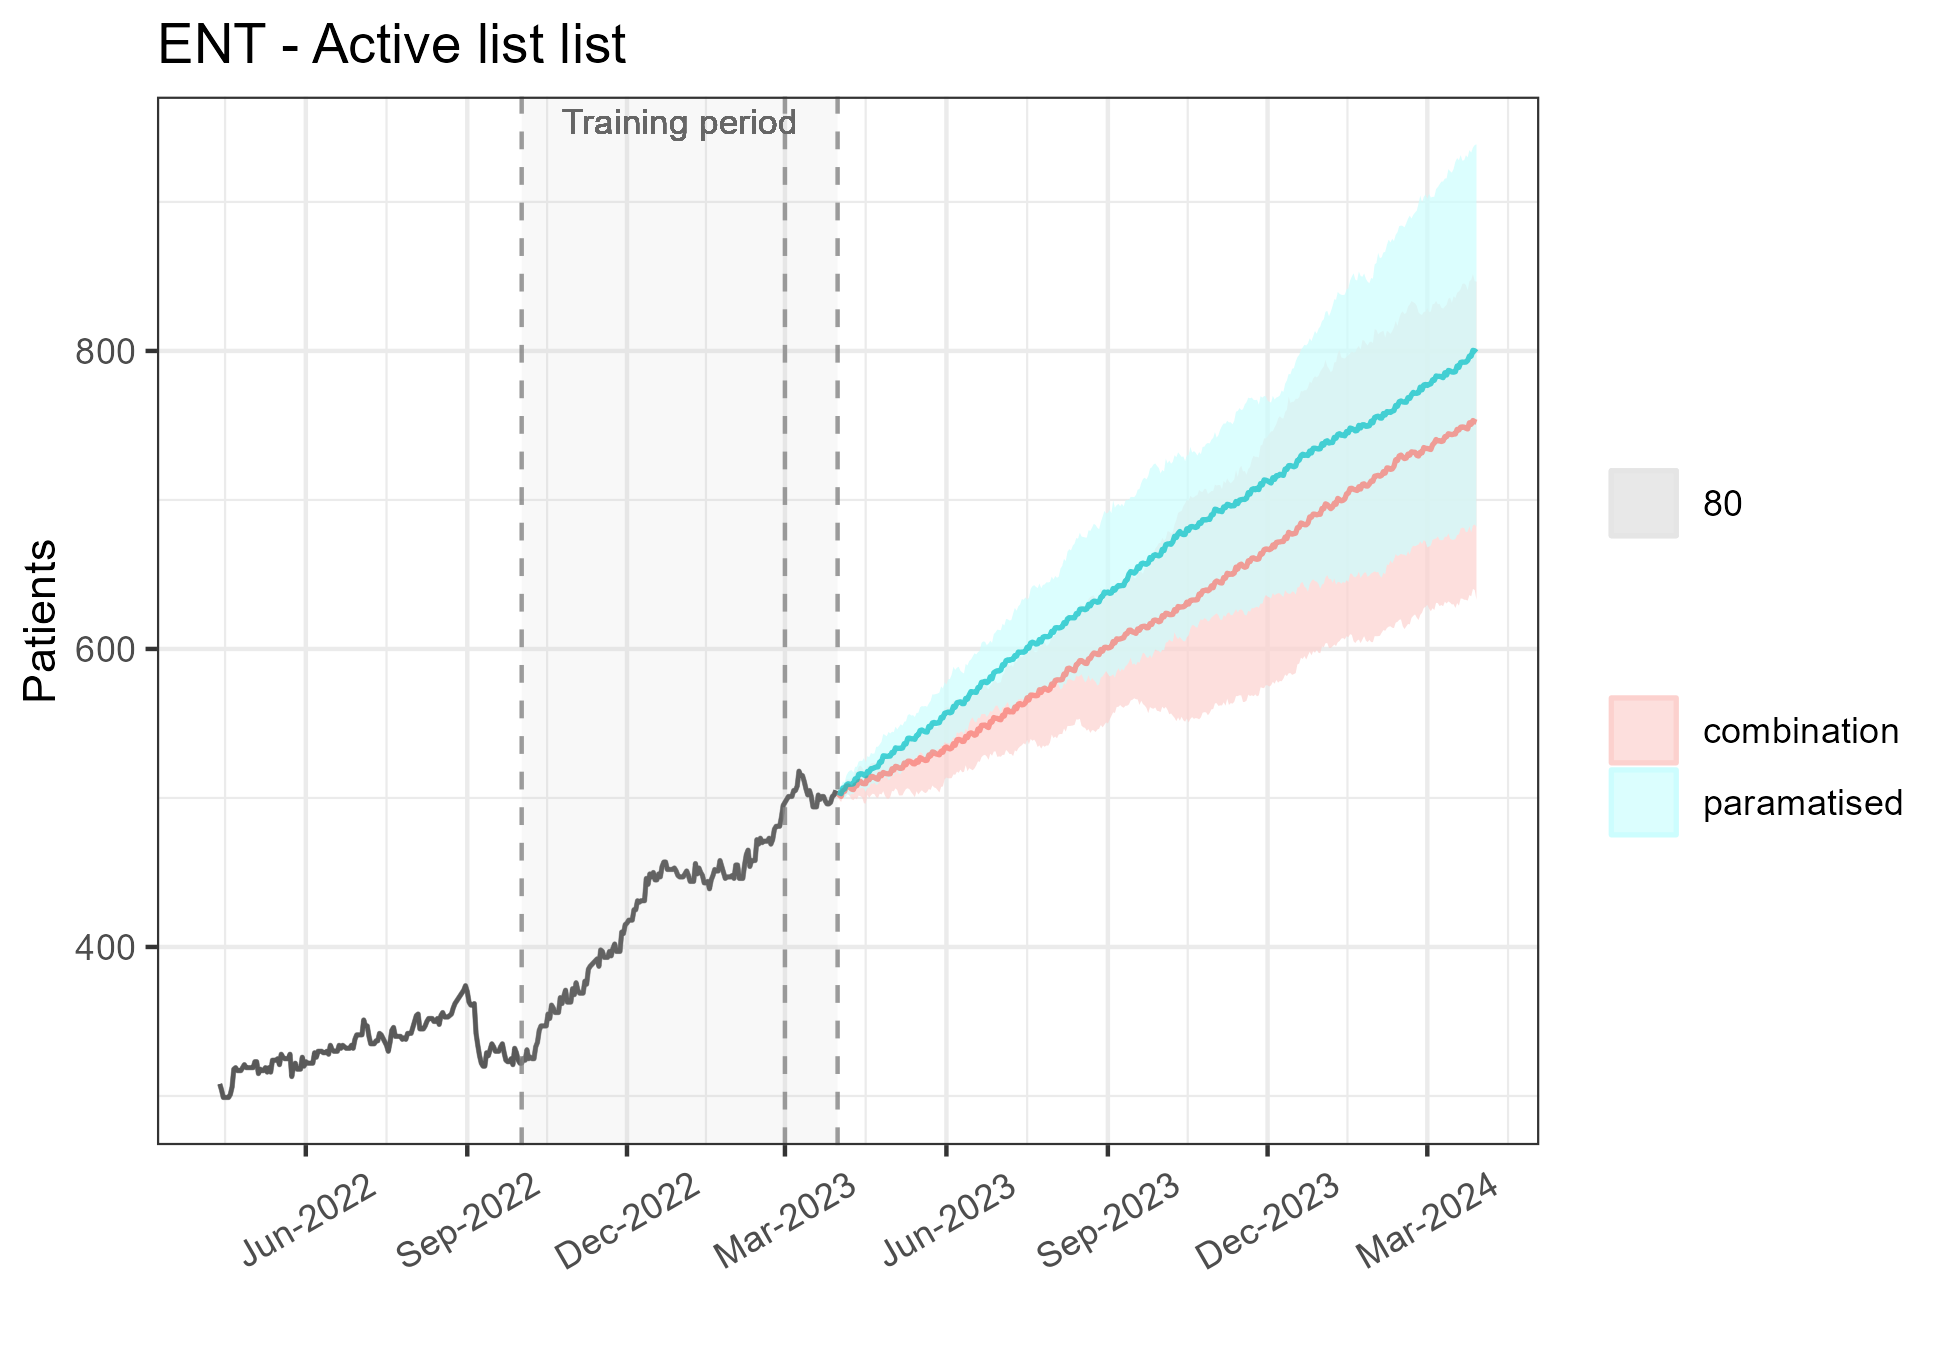 ENT - Active list list
Training period
Patients
800
600
400
Jun-2022
Sep-2022
Dec-2022
Mar-2023
Jun-2023
Sep-2023
Dec-2023
Mar-2024
80
combination
paramatised